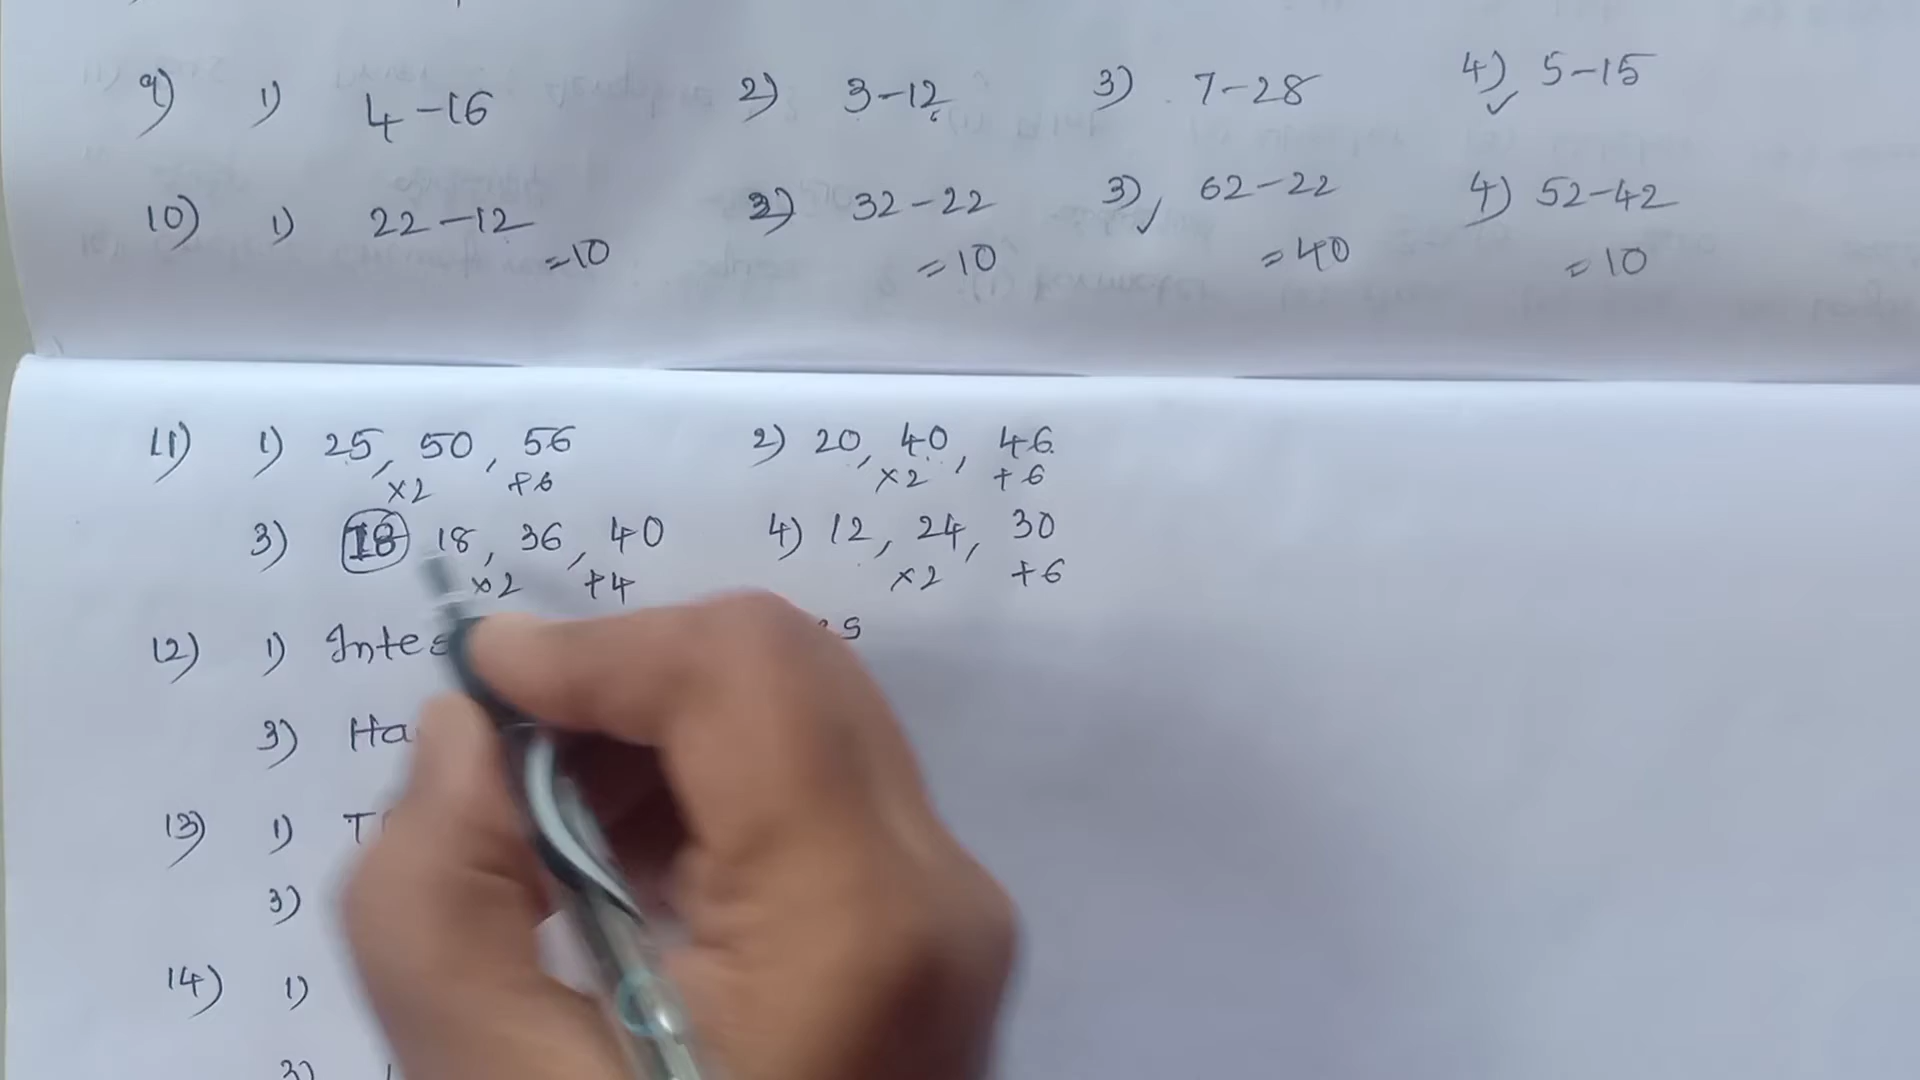 9) 1) 4-16 2) 3-12 3) 7-28 4) 5-15
10) 1) 22-12 2) 32-22 3) 62-22 4) 52-42
=10 =10 =40 =10
11) 1) 25, 50, 56 2) 20, 40, 46
×2 +6 ×2 +6
3) 18 18, 36, 40 4) 12, 24, 30
×2 +4 ×2 +6
12) 1)
3)
13) 1)
3)
14) 1)
3)